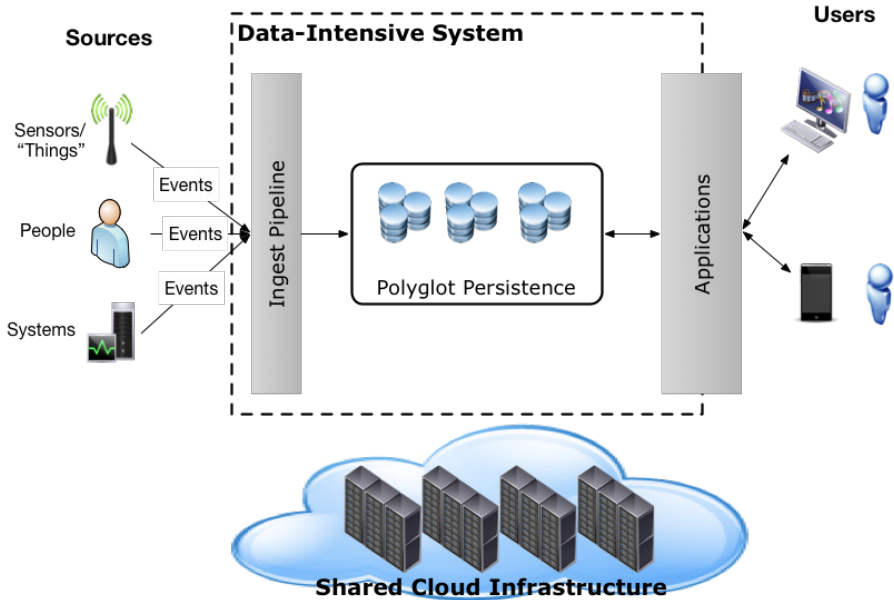 Sources
Data-Intensive System
Users
Sensors/
“Things”
Events
People
Events
Events
Systems
Ingest Pipeline
Polyglot Persistence
Applications
Shared Cloud Infrastructure